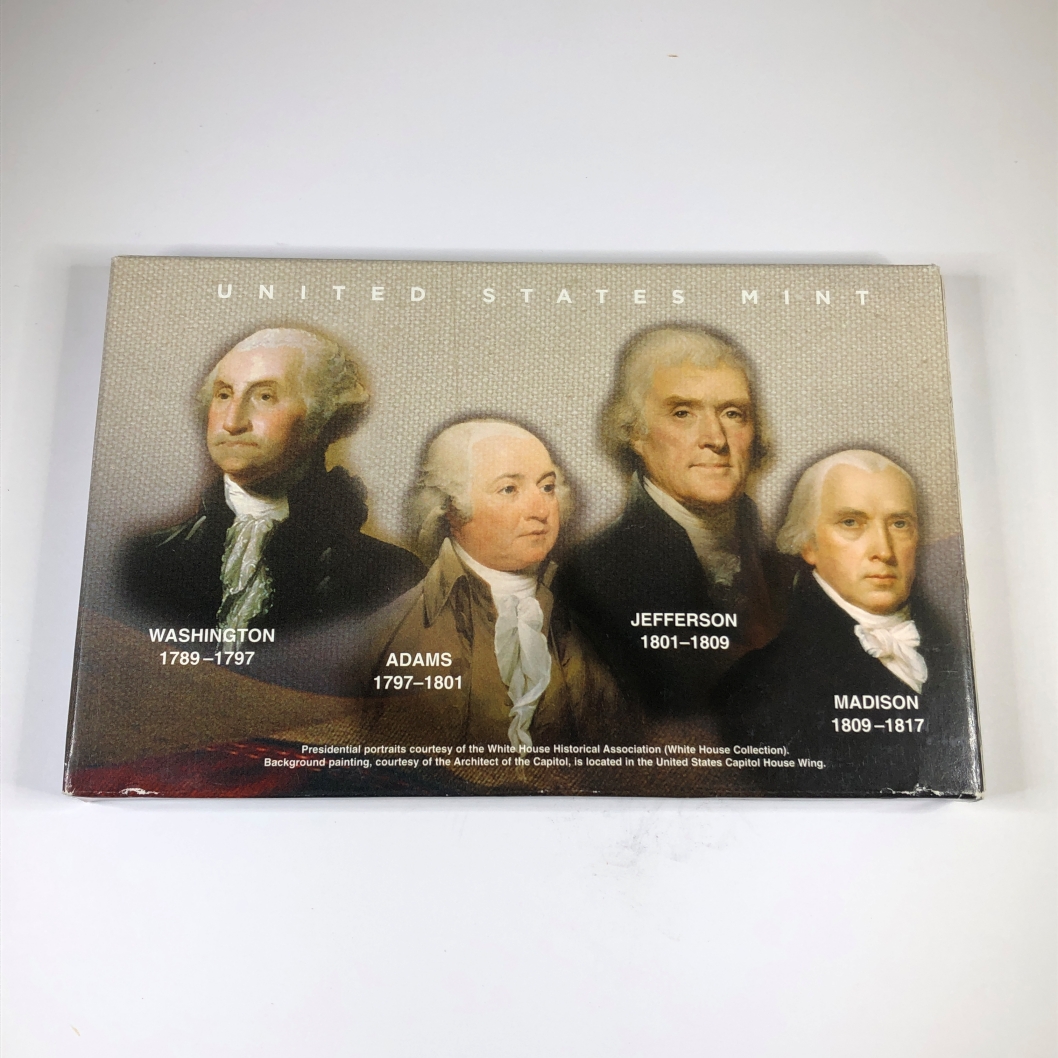 UNITED STATES MINT
WASHINGTON
1789–1797
ADAMS
1797–1801
JEFFERSON
1801–1809
MADISON
1809–1817
Presidential portraits courtesy of the White House Historical Association (White House Collection).
Background painting, courtesy of the Architect of the Capitol, is located in the United States Capitol House Wing.